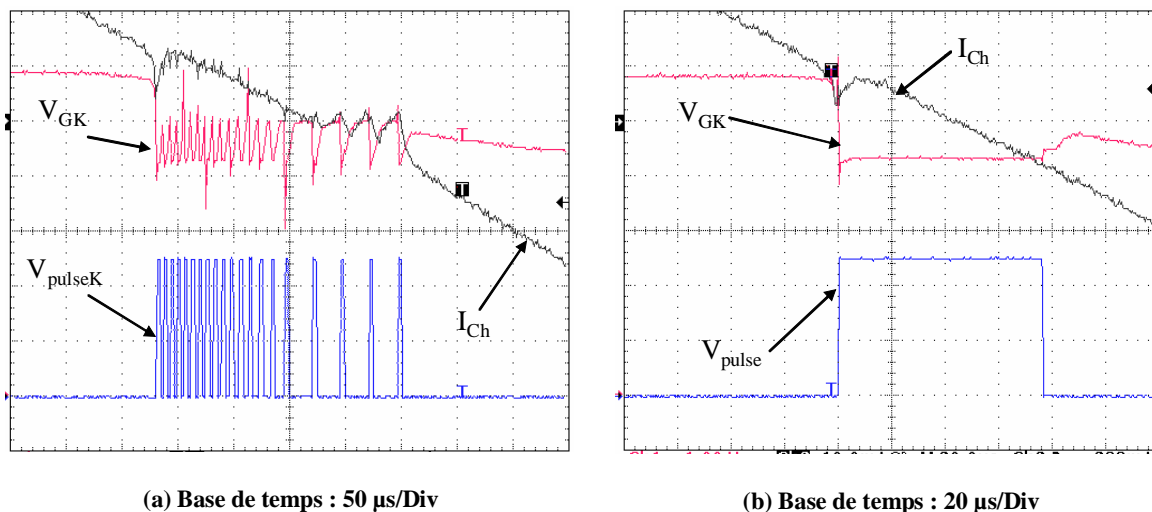 V_GK
V_pulseK
I_Ch
T
T
T
(a) Base de temps : 50 µs/Div
I_Ch
V_GK
V_pulse
T
T
(b) Base de temps : 20 µs/Div